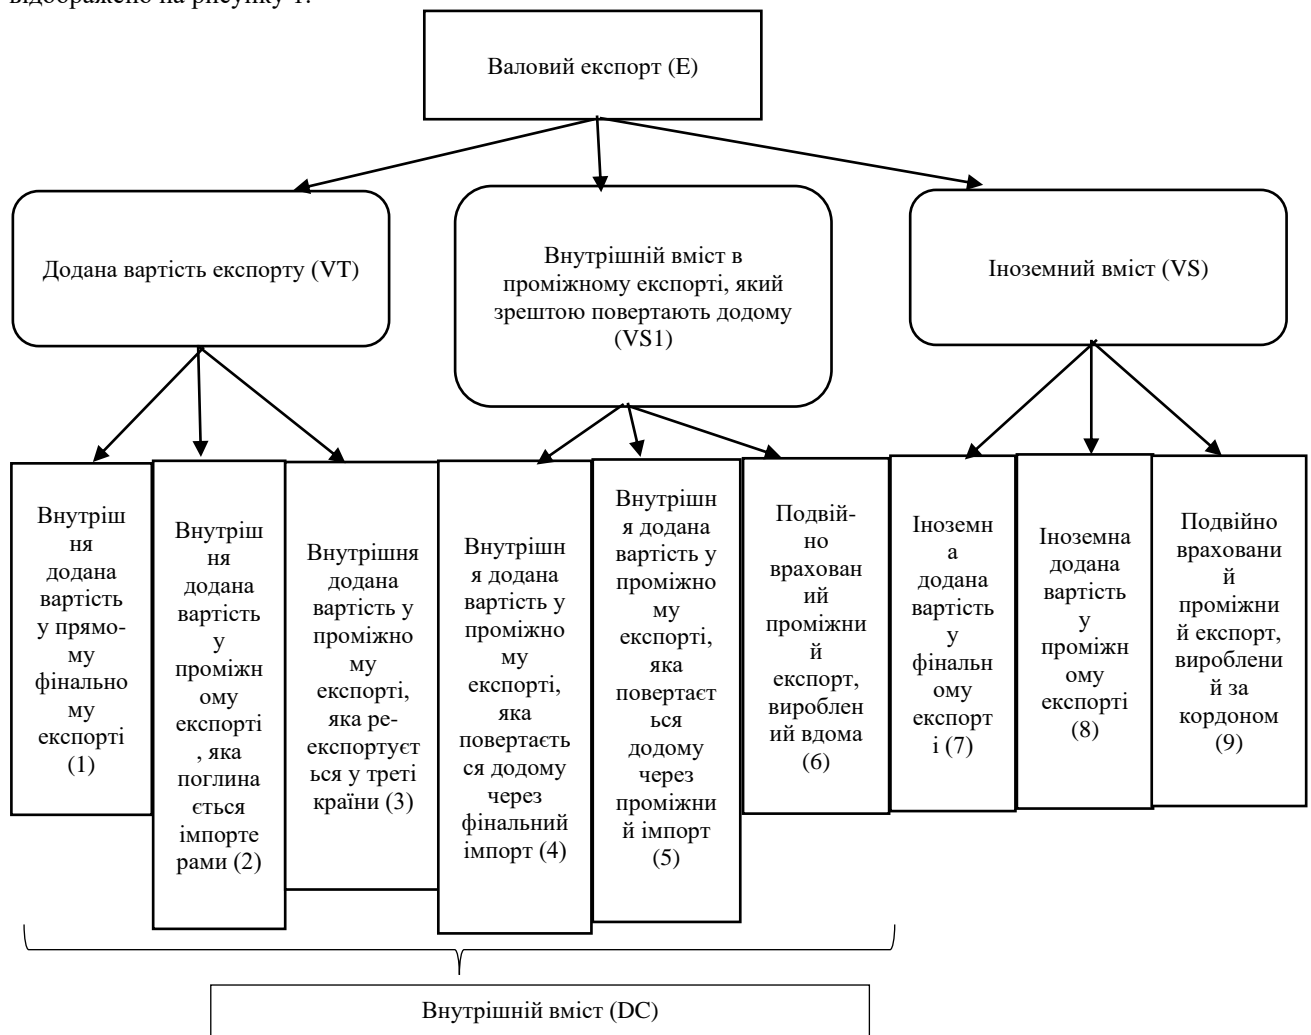 відображено на рисунку 1.
Валовий експорт (E)
Додана вартість експорту (VT)
Внутрішній вміст в
проміжному експорті, який
зрештою повертають додому
(VS1)
Іноземний вміст (VS)
Внутріш
ня
додана
вартість
у прямо-
му
фінально
му
експорті
(1)
Внутріш
ня
додана
вартість
у
проміжн
ому
експорті
, яка
поглина
ється
імпорте
рами (2)
Внутрішня
додана
вартість у
проміжно
му
експорті,
яка ре-
експортуєт
ься у треті
країни (3)
Внутрішн
я додана
вартість у
проміжно
му
експорті,
яка
повертаєть
ся додому
через
фінальний
імпорт (4)
Внутрішн
я додана
вартість у
проміжно
му
експорті,
яка
повертаєт
ься
додому
через
проміжни
й імпорт
(5)
Подвій-
но
врахован
ий
проміжни
й
експорт,
вироблен
ий вдома
(6)
Іноземн
а
додана
вартість
у
фінальн
ому
експорт
і (7)
Іноземна
додана
вартість
у
проміжн
ому
експорті
(8)
Подвійно
враховани
й
проміжни
й експорт,
вироблени
й за
кордоном
(9)
Внутрішній вміст (DC)